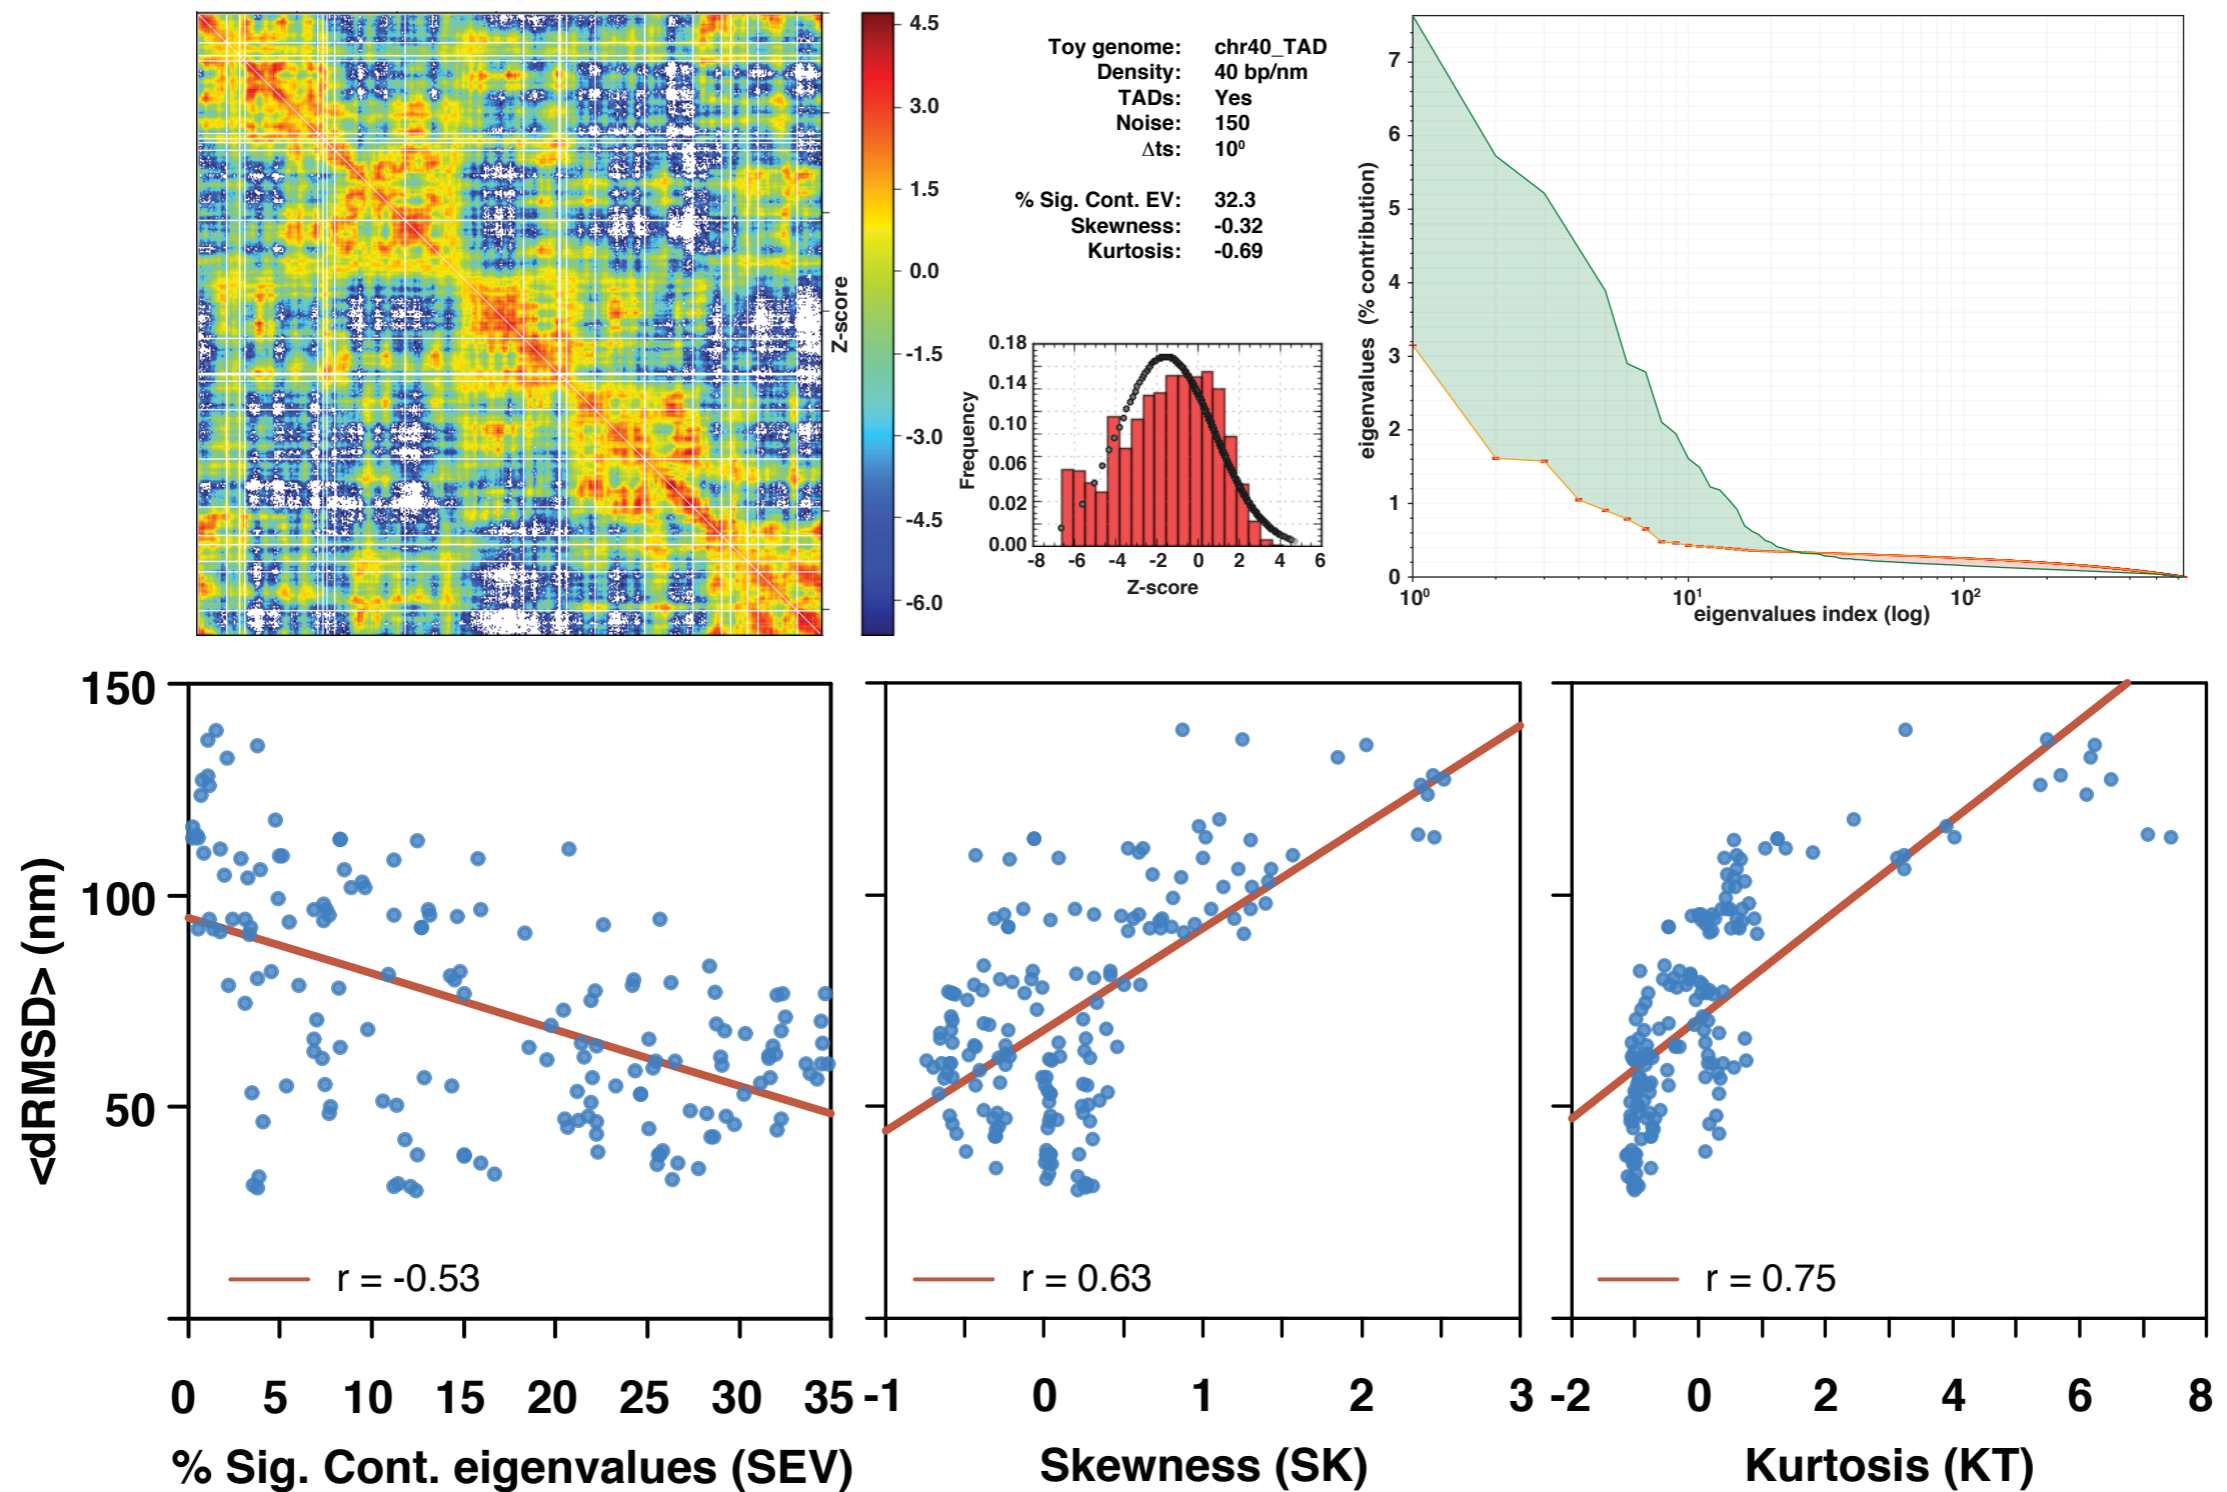 4.5
3.0
1.5
0.0
-1.5
-3.0
-4.5
-6.0
Z-score
Toy genome: chr40_TAD
Density: 40 bp/nm
TADs: Yes
Noise: 150
Δts: 10⁰
% Sig. Cont. EV: 32.3
Skewness: -0.32
Kurtosis: -0.69
Frequency
0.18
0.14
0.10
0.06
0.02
0.00
-8 -6 -4 -2 0 2 4 6
Z-score
eigenvalues (% contribution)
7
6
5
4
3
2
1
0
10⁰ 10¹ 10²
eigenvalues index (log)
<dRMSD> (nm)
150
100
50
r = -0.53
0 5 10 15 20 25 30 35
% Sig. Cont. eigenvalues (SEV)
r = 0.63
-1 0 1 2 3
Skewness (SK)
r = 0.75
-2 0 2 4 6 8
Kurtosis (KT)